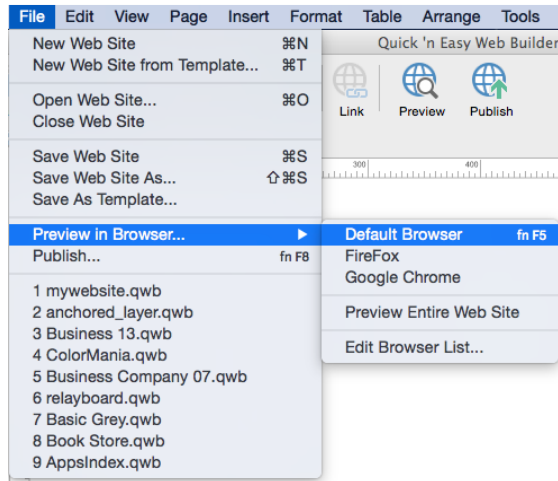 File Edit View Page Insert Format Table Arrange Tools
Quick 'n Easy Web Builder
New Web Site ⌘N
New Web Site from Template... ⌘T
Open Web Site... ⌘O
Close Web Site
Save Web Site ⌘S
Save Web Site As... ⇧⌘S
Save As Template...
Preview in Browser... ▶
Publish... fn F8
1 mywebsite.qwb
2 anchored_layer.qwb
3 Business 13.qwb
4 ColorMania.qwb
5 Business Company 07.qwb
6 relayboard.qwb
7 Basic Grey.qwb
8 Book Store.qwb
9 AppsIndex.qwb
Link Preview Publish
300 400
Default Browser fn F5
FireFox
Google Chrome
Preview Entire Web Site
Edit Browser List...